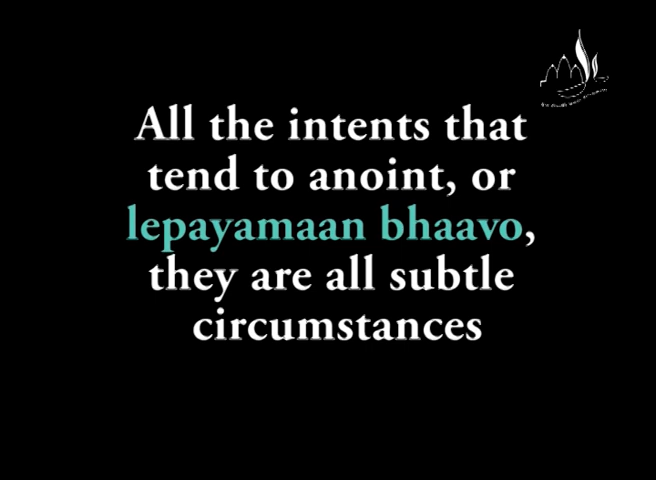 All the intents that
tend to anoint, or
lepayamaan bhaavo,
they are all subtle
circumstances